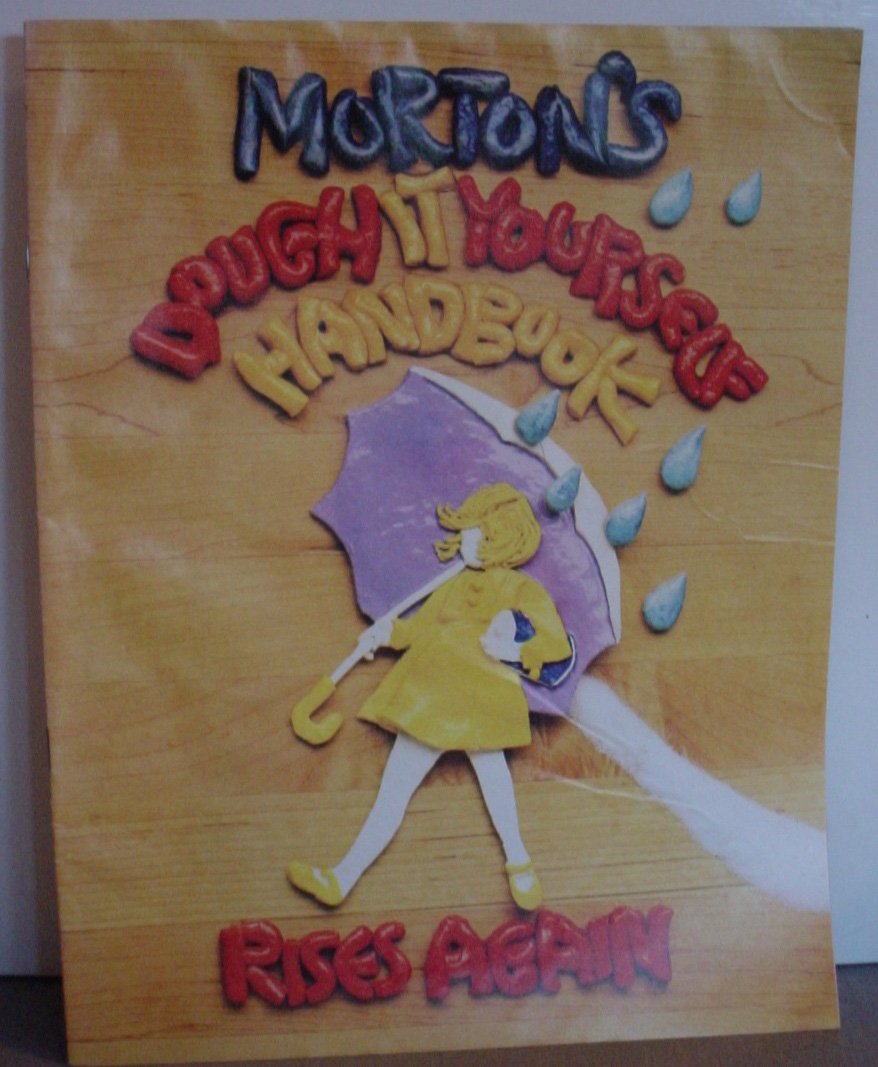 MORTON'S
DOUGH IT YOURSELF
HANDBOOK
RISES AGAIN